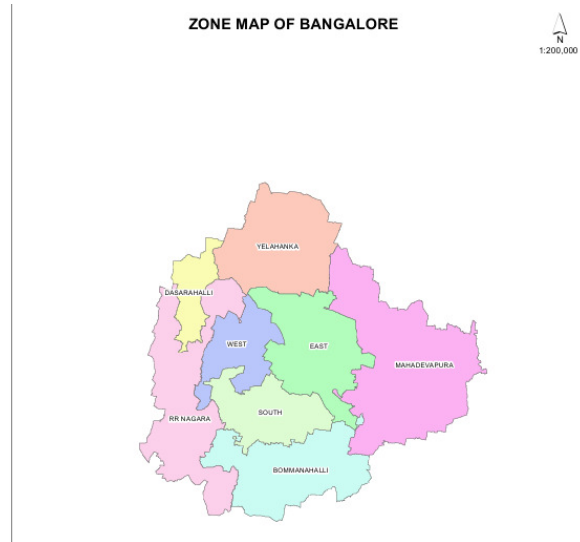 ZONE MAP OF BANGALORE
N
1:200,000
YELAHANKA
DASARAHALLI
WEST
EAST
MAHADEVAPURA
SOUTH
RR NAGARA
BOMMANAHALLI